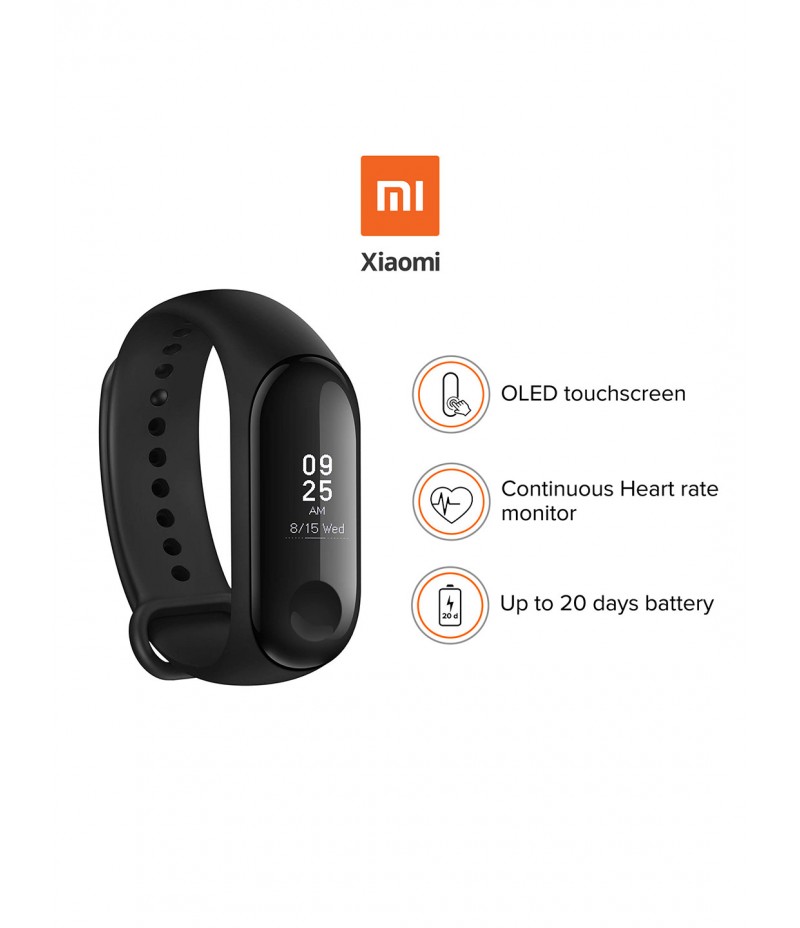 mi
Xiaomi
09
25
AM
8/15 Wed
OLED touchscreen
Continuous Heart rate
monitor
20 d
Up to 20 days battery